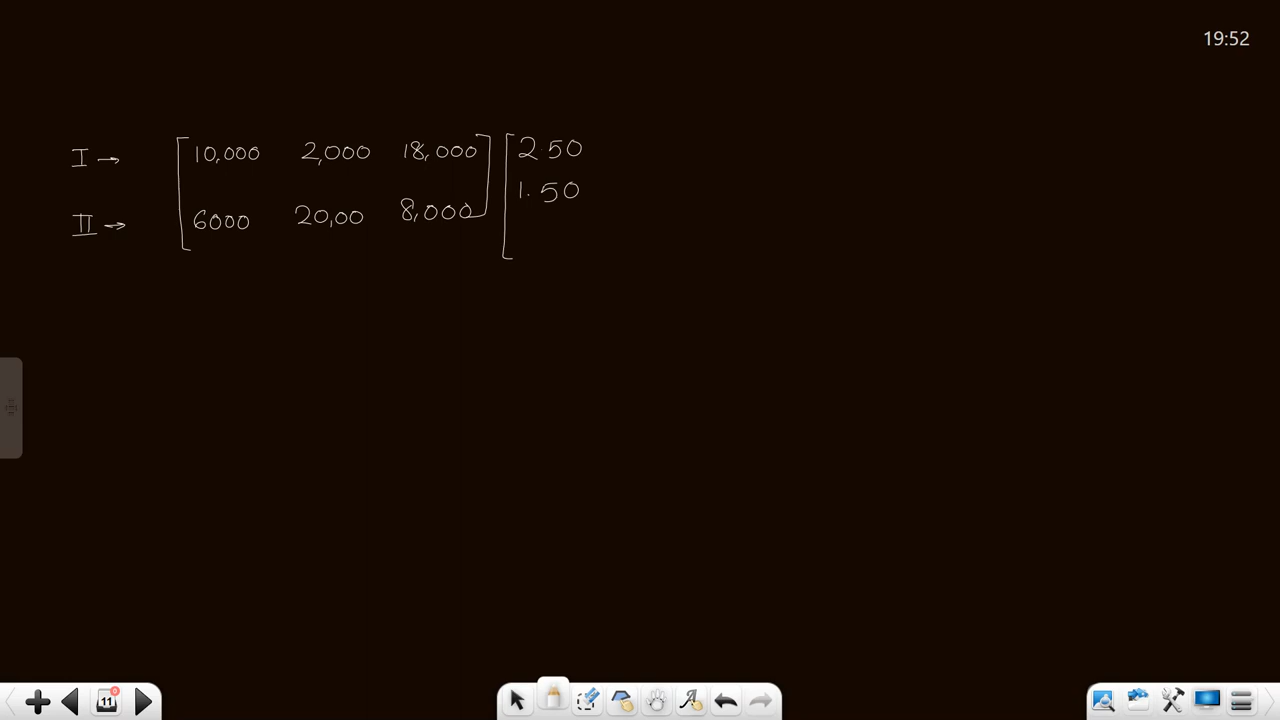 19:52
I → [ 10,000 2,000 18,000 ] [ 2.50
1.50
II → 6000 20,00 8,000
11
0